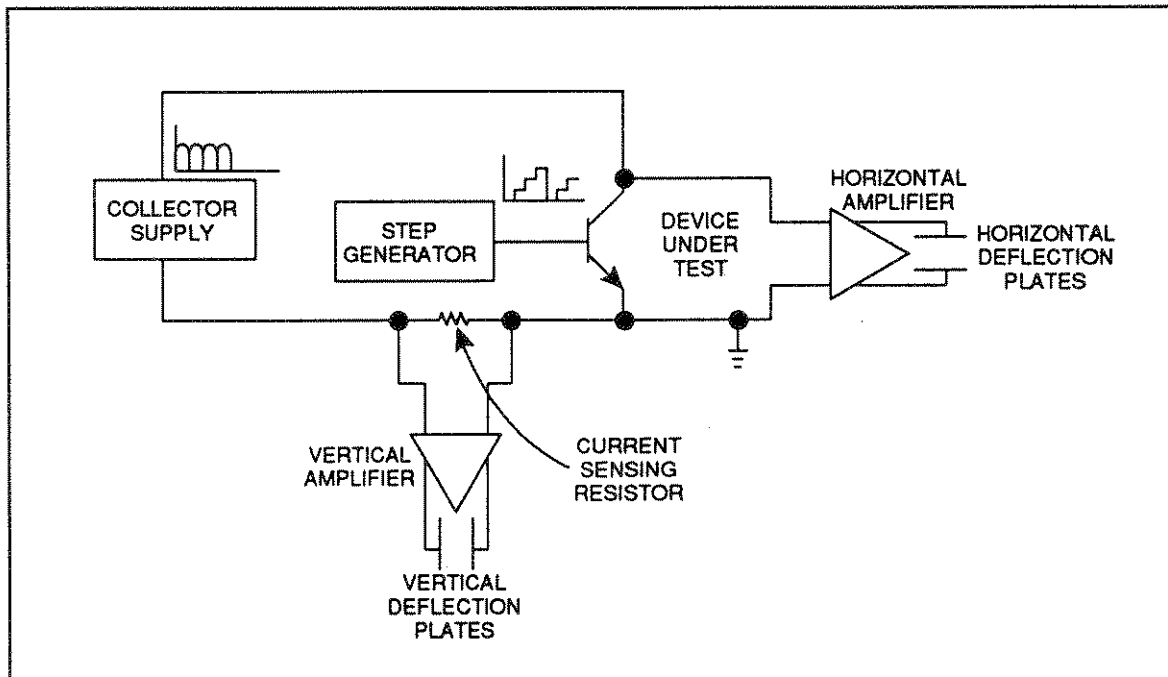 COLLECTOR
SUPPLY
STEP
GENERATOR
DEVICE
UNDER
TEST
HORIZONTAL
AMPLIFIER
HORIZONTAL
DEFLECTION
PLATES
VERTICAL
AMPLIFIER
CURRENT
SENSING
RESISTOR
VERTICAL
DEFLECTION
PLATES